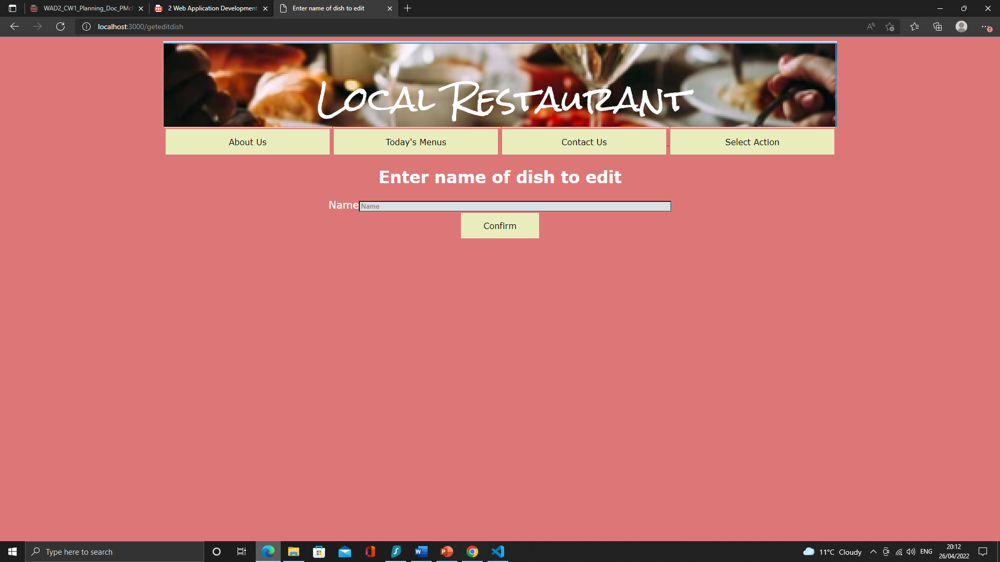 WAD2_CW1_Planning_Doc_PMc
2 Web Application Development
Enter name of dish to edit
localhost:3000/geteditdish
Local Restaurant
About Us
Today's Menus
Contact Us
Select Action
Enter name of dish to edit
Name
Name
Confirm
Type here to search
11°C Cloudy
ENG
20:12
26/04/2022